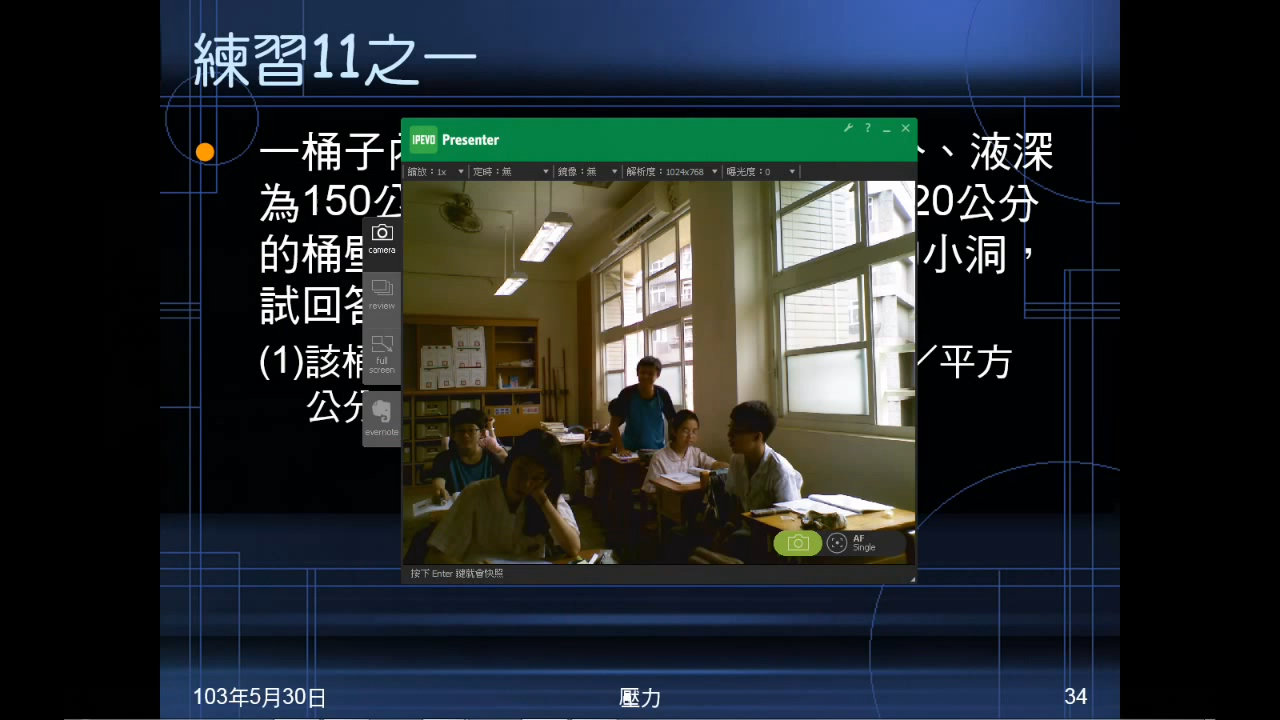 練習11之一
一桶子內
、液深
為150公
20公分
的桶
小洞，
試回答
(1)該桶
／平方
公分
IPEVO Presenter
縮放：1x 定時：無 鏡像：無 解析度：1024x768 曝光度：0
camera
review
full
screen
evernote
AF
Single
按下 Enter 鍵就會快照
103年5月30日 壓力 34